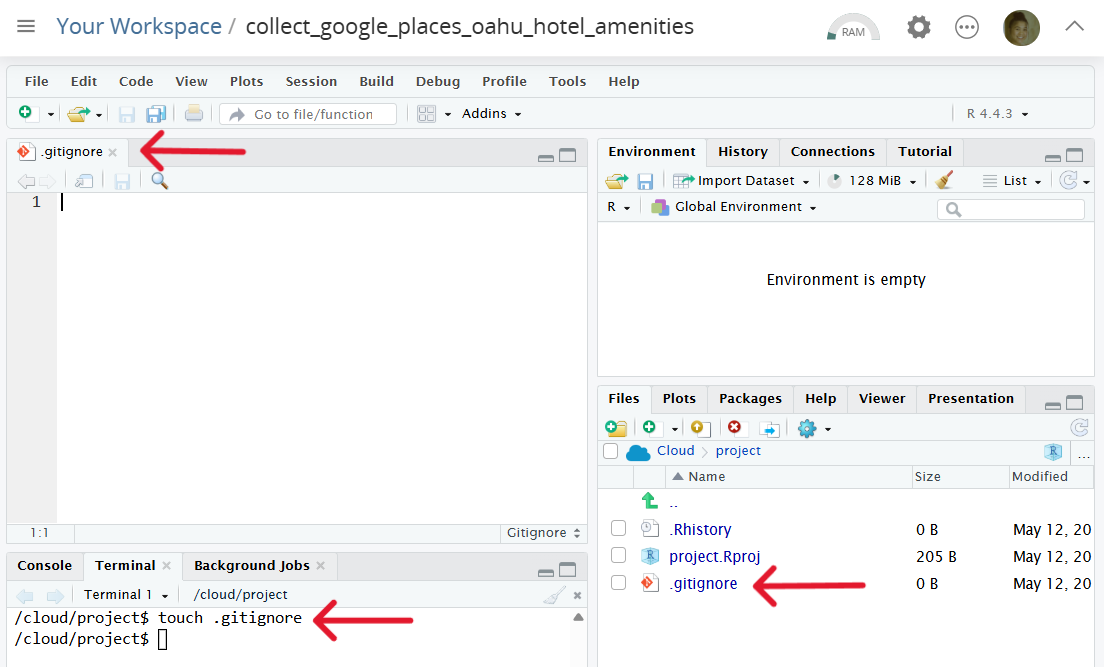 Your Workspace / collect_google_places_oahu_hotel_amenities
RAM
File Edit Code View Plots Session Build Debug Profile Tools Help
Go to file/function
Addins
R 4.4.3
.gitignore
1
1:1
Gitignore
Console Terminal Background Jobs
Terminal 1
/cloud/project
/cloud/project$ touch .gitignore
/cloud/project$
Environment History Connections Tutorial
Import Dataset
128 MiB
List
R
Global Environment
Environment is empty
Files Plots Packages Help Viewer Presentation
R
Cloud
project
R
...
Name Size Modified
..
.Rhistory 0 B May 12, 20
R project.Rproj 205 B May 12, 20
.gitignore 0 B May 12, 20